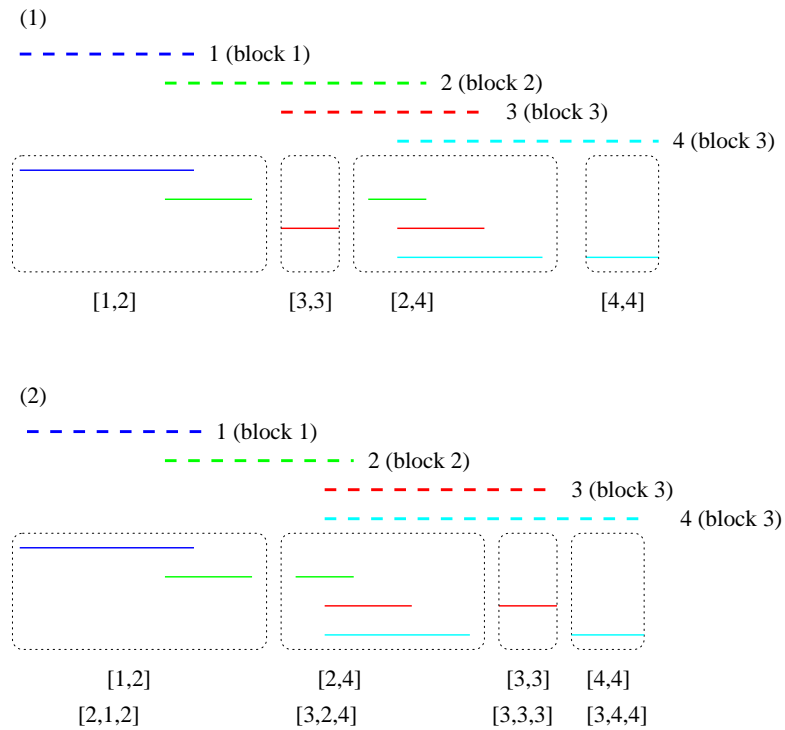 (1)
1 (block 1)
2 (block 2)
3 (block 3)
4 (block 3)
[1,2] [3,3] [2,4] [4,4]
(2)
1 (block 1)
2 (block 2)
3 (block 3)
4 (block 3)
[1,2] [2,4] [3,3] [4,4]
[2,1,2] [3,2,4] [3,3,3] [3,4,4]